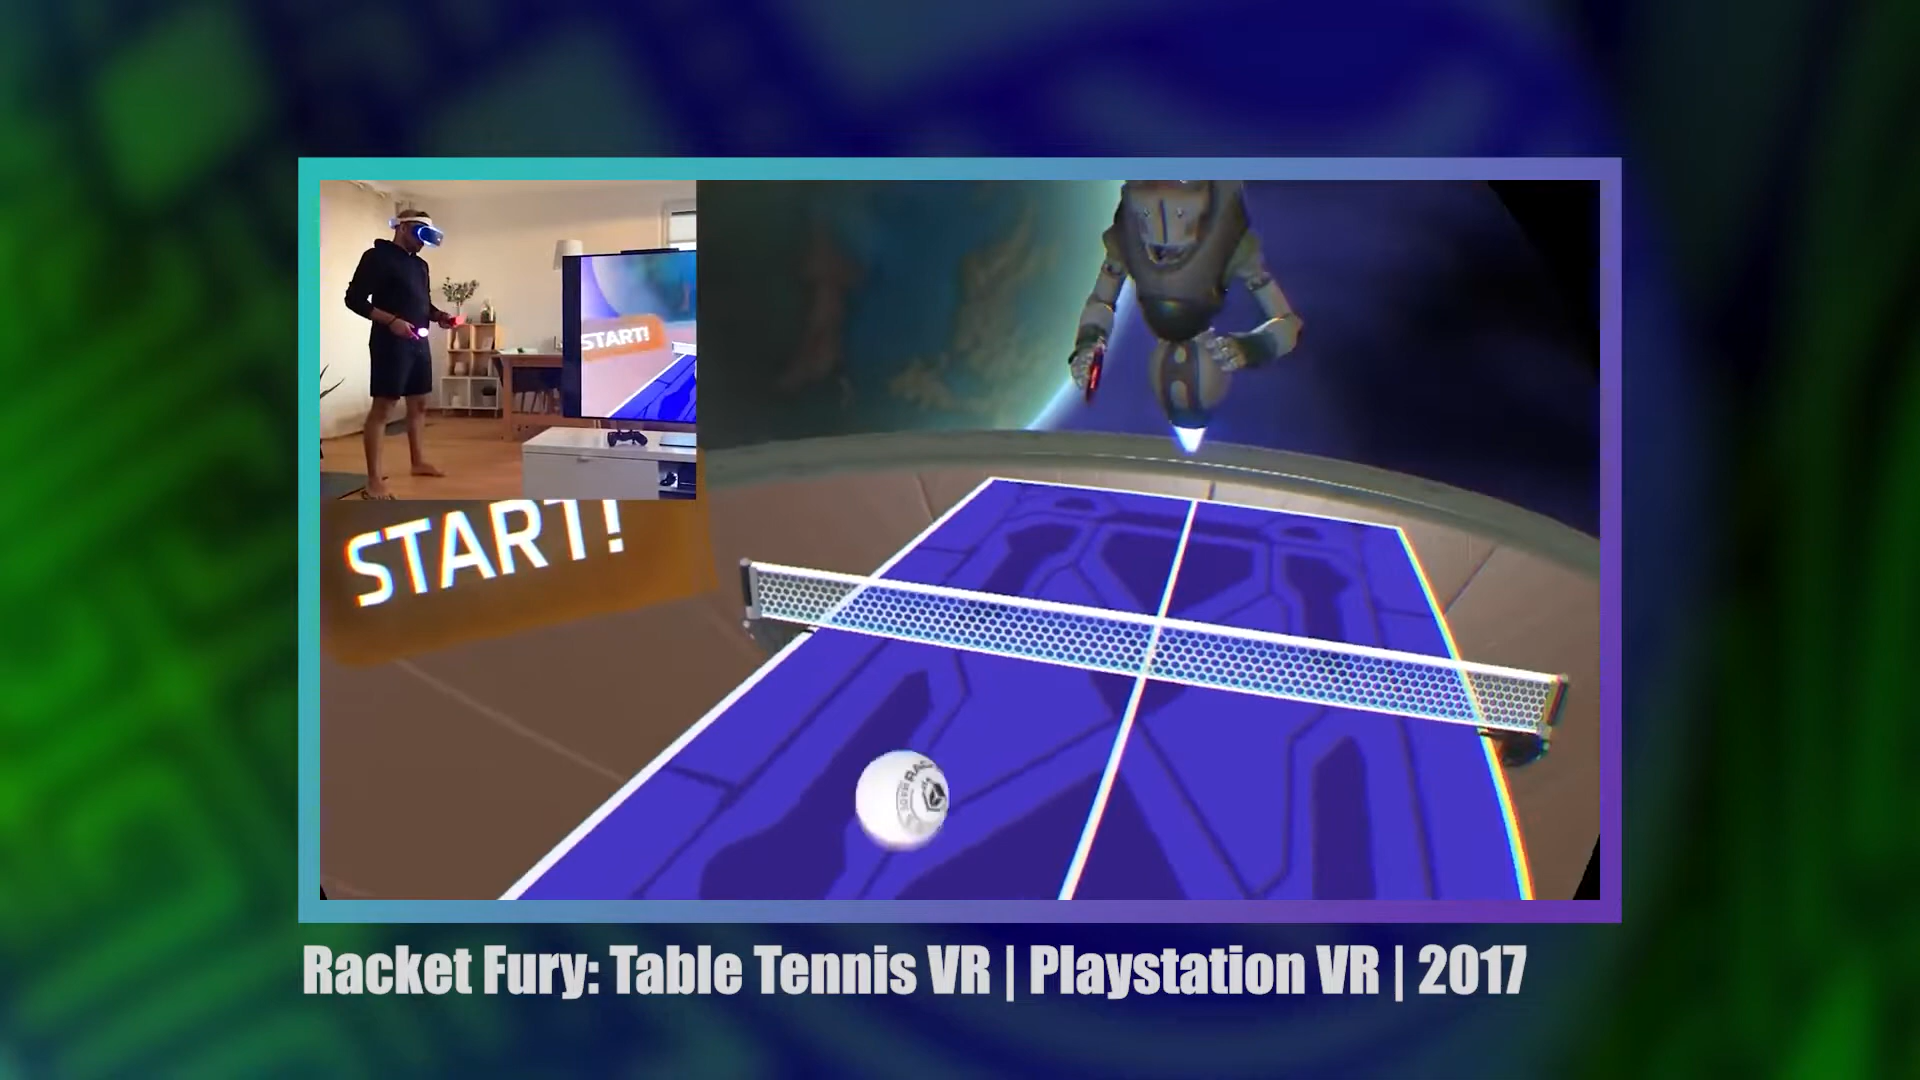 START!
START!
Racket Fury: Table Tennis VR | Playstation VR | 2017